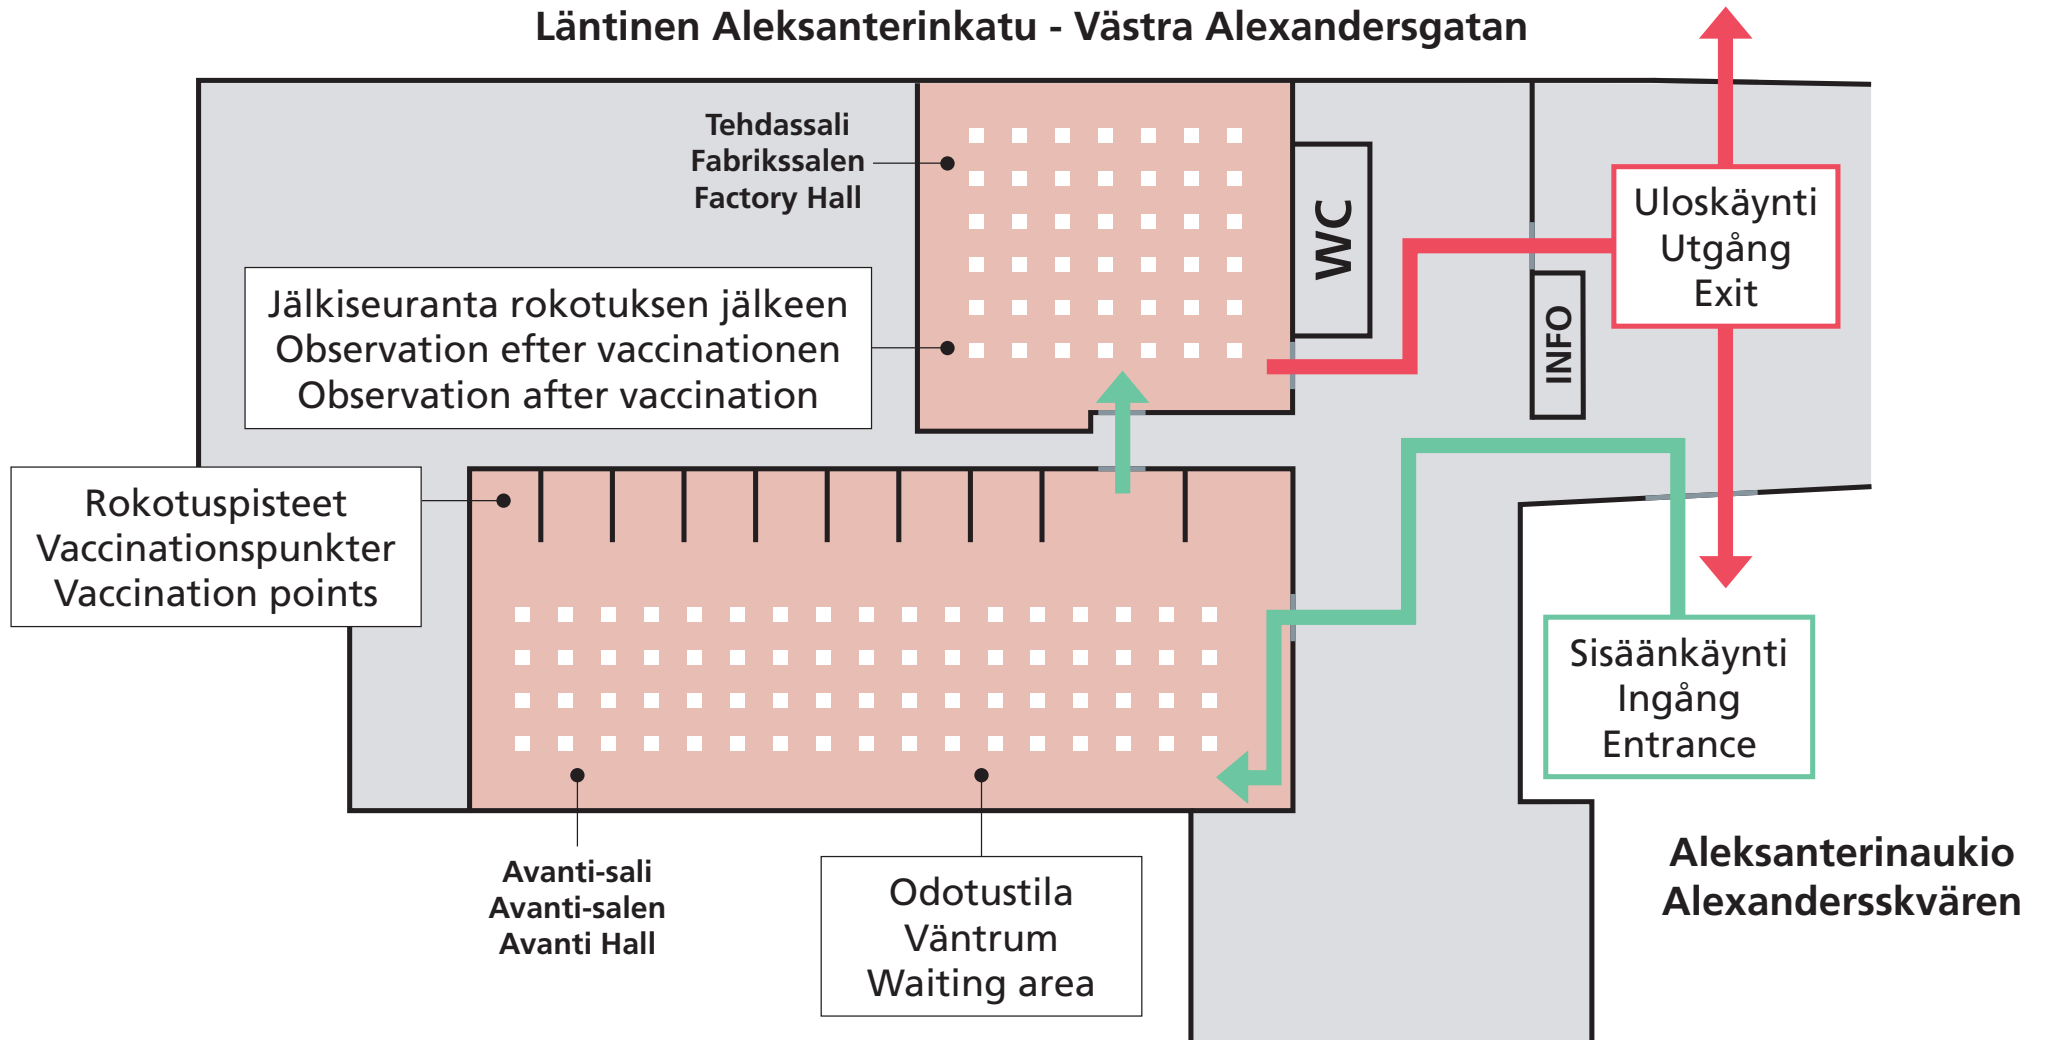 Läntinen Aleksanterinkatu - Västra Alexandersgatan
Tehdassali
Fabrikssalen
Factory Hall
WC
Uloskäynti
Utgång
Exit
Jälkiseuranta rokotuksen jälkeen
Observation efter vaccinationen
Observation after vaccination
INFO
Rokotuspisteet
Vaccinationspunkter
Vaccination points
Sisäänkäynti
Ingång
Entrance
Avanti-sali
Avanti-salen
Avanti Hall
Odotustila
Väntrum
Waiting area
Aleksanterinaukio
Alexandersskvären